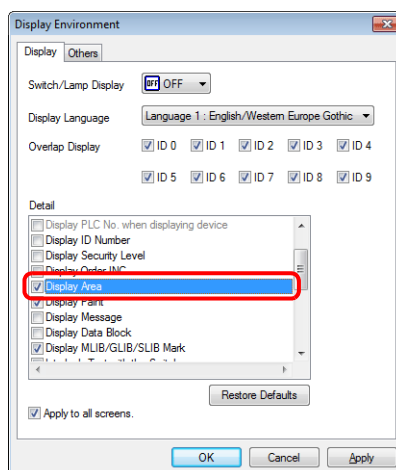 Display Environment
Display Others
Switch/Lamp Display OFF OFF
Display Language Language 1 : English/Western Europe Gothic
Overlap Display ID 0 ID 1 ID 2 ID 3 ID 4
ID 5 ID 6 ID 7 ID 8 ID 9
Detail
Display PLC No. when displaying device
Display ID Number
Display Security Level
Display Order INC
Display Area
Display Paint
Display Message
Display Data Block
Display MLIB/GLIB/SLIB Mark
Restore Defaults
Apply to all screens.
OK Cancel Apply